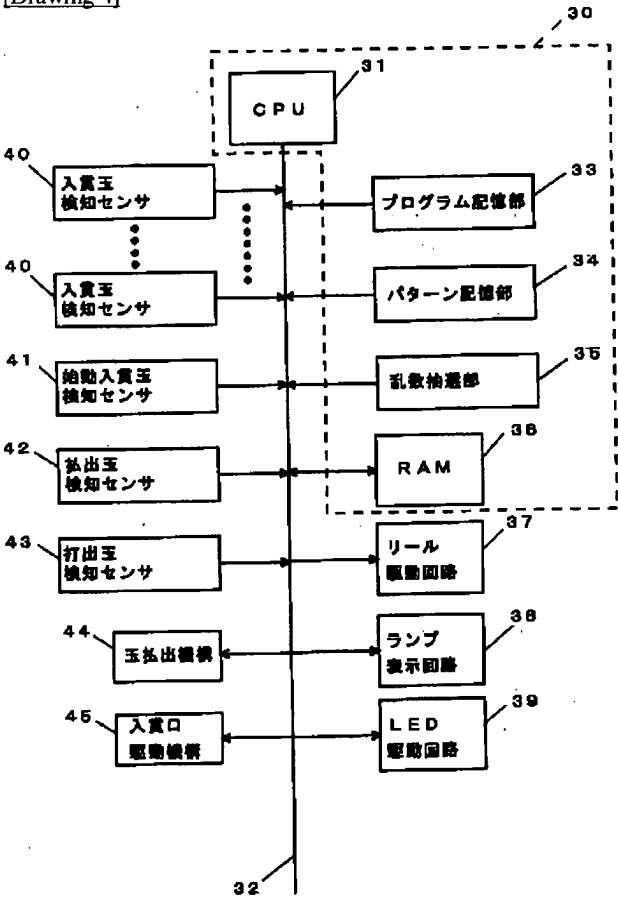 30
31
CPU
40
入賞玉
検知センサ
33
プログラム記憶部
40
入賞玉
検知センサ
34
パターン記憶部
41
始動入賞玉
検知センサ
35
乱数抽選部
42
払出玉
検知センサ
36
RAM
43
打出玉
検知センサ
37
リール
駆動回路
44
玉払出機構
38
ランプ
表示回路
45
入賞口
駆動機構
39
LED
駆動回路
32